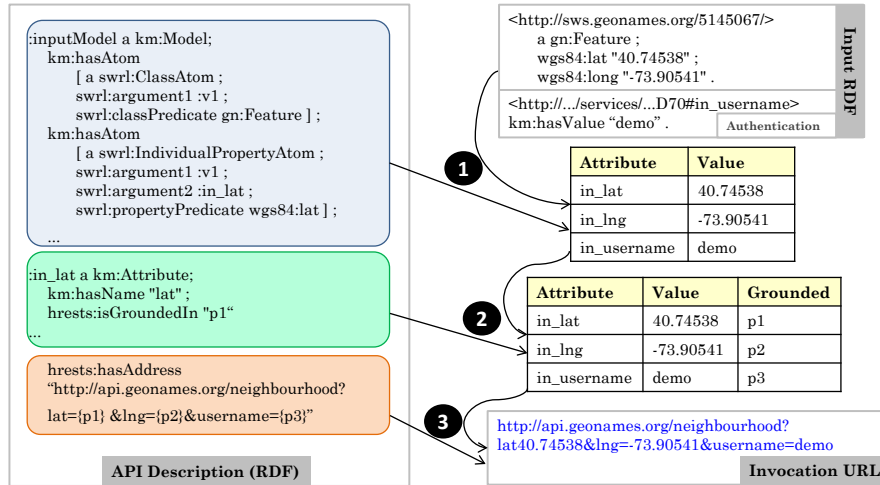 :inputModel a km:Model;
km:hasAtom
[ a swrl:ClassAtom ;
swrl:argument1 :v1 ;
swrl:classPredicate gn:Feature ] ;
km:hasAtom
[ a swrl:IndividualPropertyAtom ;
swrl:argument1 :v1 ;
swrl:argument2 :in_lat ;
swrl:propertyPredicate wgs84:lat ] ;
...
:in_lat a km:Attribute;
km:hasName "lat" ;
hrests:isGroundedIn "p1“
...
hrests:hasAddress
“http://api.geonames.org/neighbourhood?
lat={p1} &lng={p2}&username={p3}”
API Description (RDF)
<http://sws.geonames.org/5145067/>
a gn:Feature ;
wgs84:lat "40.74538" ;
wgs84:long "-73.90541" .
<http://.../services/...D70#in_username>
km:hasValue “demo” .
Authentication
Input RDF
1
Attribute Value
in_lat 40.74538
in_lng -73.90541
in_username demo
2
Attribute Value Grounded
in_lat 40.74538 p1
in_lng -73.90541 p2
in_username demo p3
3
http://api.geonames.org/neighbourhood?
lat40.74538&lng=-73.90541&username=demo
Invocation URL